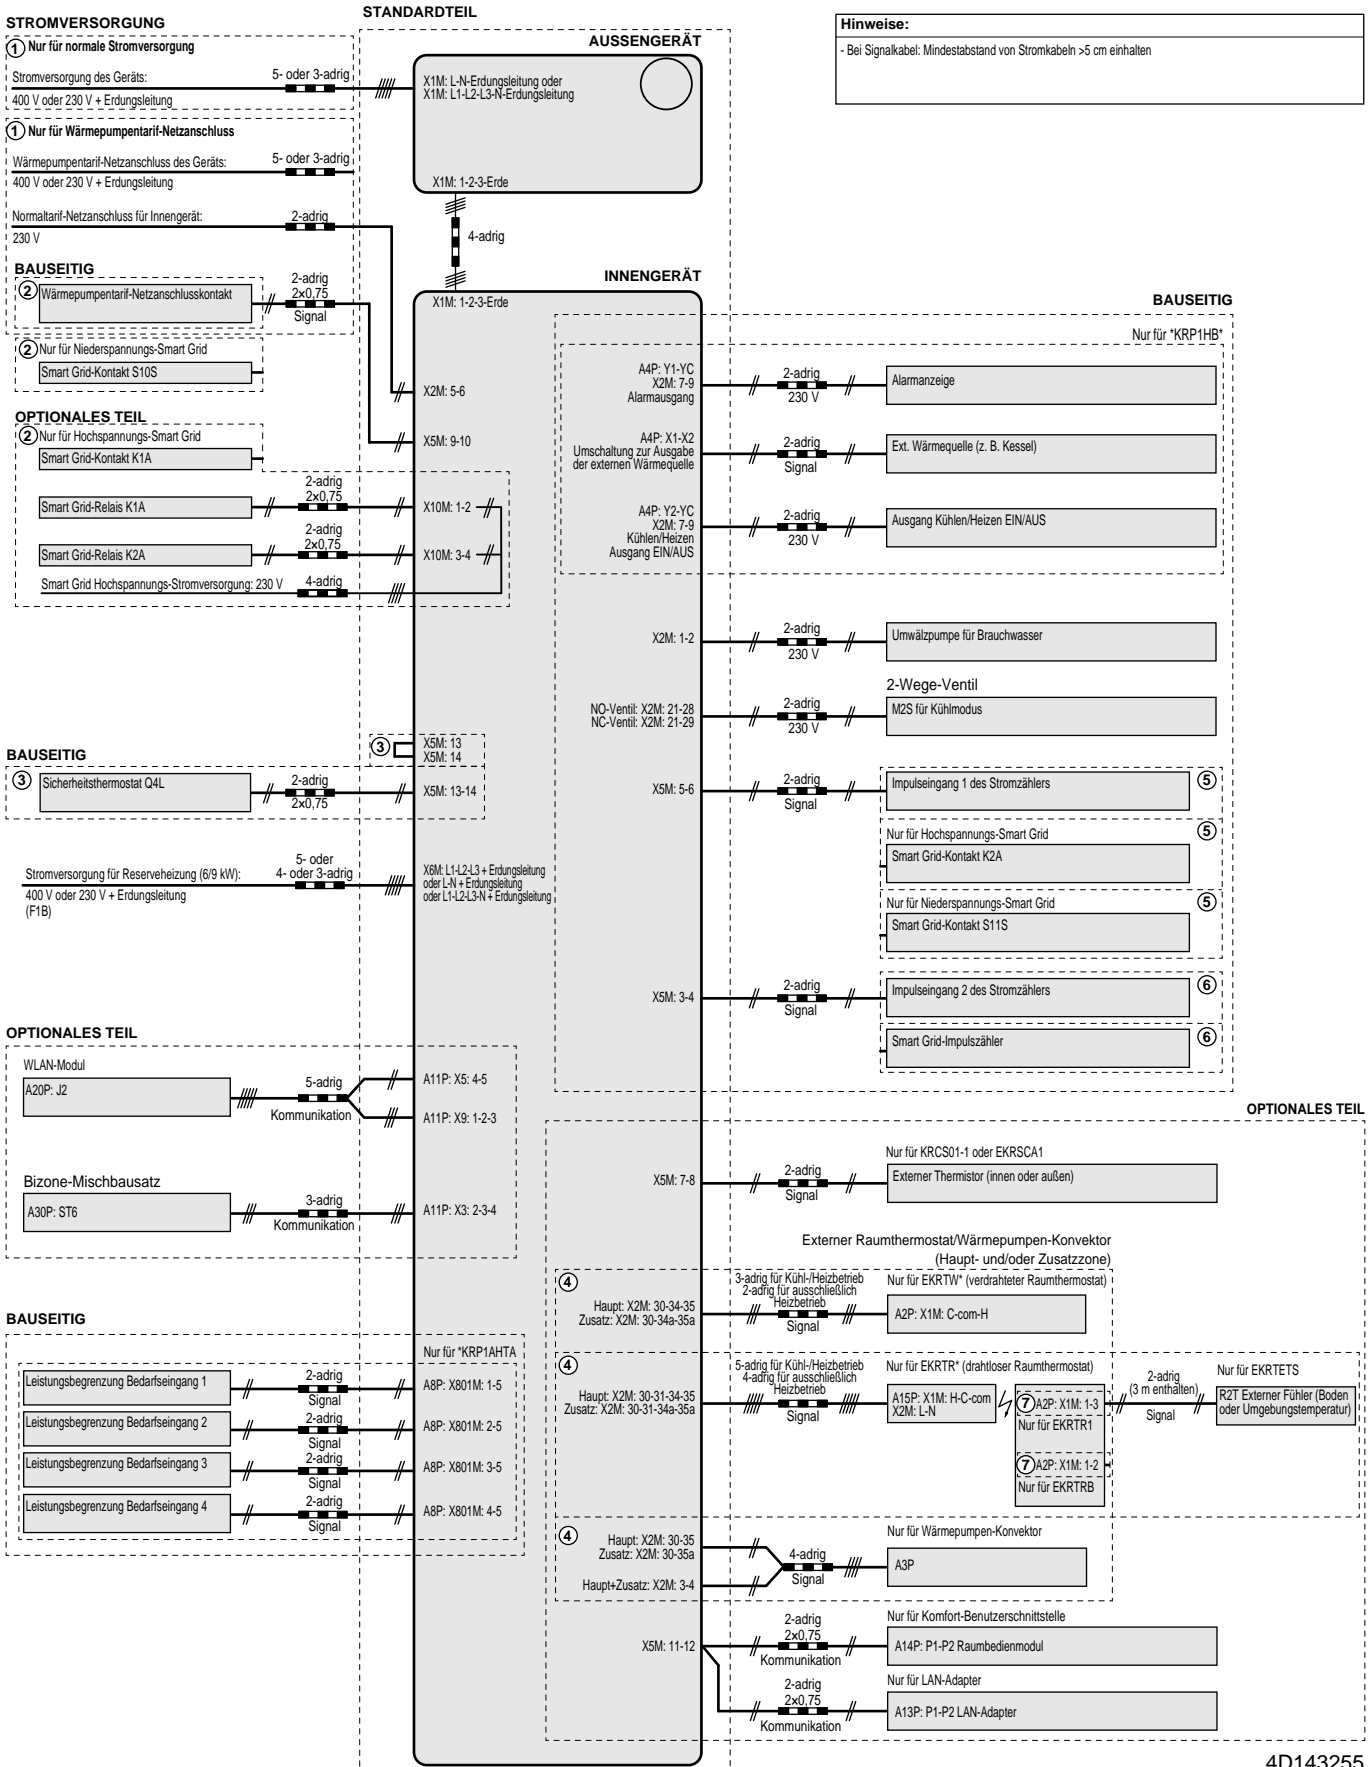 STROMVERSORGUNG
① Nur für normale Stromversorgung
Stromversorgung des Geräts:
5- oder 3-adrig
400 V oder 230 V + Erdungsleitung
① Nur für Wärmepumpentarif-Netzanschluss
Wärmepumpentarif-Netzanschluss des Geräts:
5- oder 3-adrig
400 V oder 230 V + Erdungsleitung
Normaltarif-Netzanschluss für Innengerät:
2-adrig
230 V
BAUSEITIG
② Wärmepumpentarif-Netzanschlusskontakt
2-adrig
2×0,75
Signal
② Nur für Niederspannungs-Smart Grid
Smart Grid-Kontakt S10S
OPTIONALES TEIL
② Nur für Hochspannungs-Smart Grid
Smart Grid-Kontakt K1A
2-adrig
2×0,75
Smart Grid-Relais K1A
2-adrig
2×0,75
Smart Grid-Relais K2A
Smart Grid Hochspannungs-Stromversorgung: 230 V
4-adrig
BAUSEITIG
③ Sicherheitsthermostat Q4L
2-adrig
2×0,75
Stromversorgung für Reserveheizung (6/9 kW):
5- oder
4- oder 3-adrig
400 V oder 230 V + Erdungsleitung
(F1B)
OPTIONALES TEIL
WLAN-Modul
A20P: J2
5-adrig
Kommunikation
Bizone-Mischbausatz
A30P: ST6
3-adrig
Kommunikation
BAUSEITIG
Nur für *KRP1AHTA
Leistungsbegrenzung Bedarfseingang 1
2-adrig
Signal
A8P: X801M: 1-5
Leistungsbegrenzung Bedarfseingang 2
2-adrig
Signal
A8P: X801M: 2-5
Leistungsbegrenzung Bedarfseingang 3
2-adrig
Signal
A8P: X801M: 3-5
Leistungsbegrenzung Bedarfseingang 4
2-adrig
Signal
A8P: X801M: 4-5
STANDARDTEIL
AUSSENGERÄT
X1M: L-N-Erdungsleitung oder
X1M: L1-L2-L3-N-Erdungsleitung
X1M: 1-2-3-Erde
4-adrig
INNENGERÄT
X1M: 1-2-3-Erde
X2M: 5-6
X5M: 9-10
X10M: 1-2
X10M: 3-4
③
X5M: 13
X5M: 14
X5M: 13-14
X6M: L1-L2-L3 + Erdungsleitung
oder L-N + Erdungsleitung
oder L1-L2-L3-N + Erdungsleitung
A11P: X5: 4-5
A11P: X9: 1-2-3
A11P: X3: 2-3-4
Hinweise:
- Bei Signalkabel: Mindestabstand von Stromkabeln >5 cm einhalten
BAUSEITIG
Nur für *KRP1HB*
A4P: Y1-YC
X2M: 7-9
Alarmausgang
2-adrig
230 V
Alarmanzeige
A4P: X1-X2
Umschaltung zur Ausgabe
der externen Wärmequelle
2-adrig
Signal
Ext. Wärmequelle (z. B. Kessel)
A4P: Y2-YC
X2M: 7-9
Kühlen/Heizen
Ausgang EIN/AUS
2-adrig
230 V
Ausgang Kühlen/Heizen EIN/AUS
X2M: 1-2
2-adrig
230 V
Umwälzpumpe für Brauchwasser
2-Wege-Ventil
NO-Ventil: X2M: 21-28
NC-Ventil: X2M: 21-29
2-adrig
230 V
M2S für Kühlmodus
X5M: 5-6
2-adrig
Signal
Impulseingang 1 des Stromzählers ⑤
Nur für Hochspannungs-Smart Grid ⑤
Smart Grid-Kontakt K2A
Nur für Niederspannungs-Smart Grid ⑤
Smart Grid-Kontakt S11S
X5M: 3-4
2-adrig
Signal
Impulseingang 2 des Stromzählers ⑥
Smart Grid-Impulszähler ⑥
OPTIONALES TEIL
Nur für KRCS01-1 oder EKRSCA1
X5M: 7-8
2-adrig
Signal
Externer Thermistor (innen oder außen)
Externer Raumthermostat/Wärmepumpen-Konvektor
(Haupt- und/oder Zusatzzone)
④
Haupt: X2M: 30-34-35
Zusatz: X2M: 30-34a-35a
3-adrig für Kühl-/Heizbetrieb
2-adrig für ausschließlich
Heizbetrieb
Signal
Nur für EKRTW* (verdrahteter Raumthermostat)
A2P: X1M: C-com-H
④
Haupt: X2M: 30-31-34-35
Zusatz: X2M: 30-31-34a-35a
5-adrig für Kühl-/Heizbetrieb
4-adrig für ausschließlich
Heizbetrieb
Signal
Nur für EKRTR* (drahtloser Raumthermostat)
A15P: X1M: H-C-com
X2M: L-N
⑦ A2P: X1M: 1-3
Nur für EKRTR1
⑦ A2P: X1M: 1-2
Nur für EKRTRB
2-adrig
(3 m enthalten)
Signal
Nur für EKRTETS
R2T Externer Fühler (Boden
oder Umgebungstemperatur)
④
Haupt: X2M: 30-35
Zusatz: X2M: 30-35a
Haupt+Zusatz: X2M: 3-4
4-adrig
Signal
Nur für Wärmepumpen-Konvektor
A3P
X5M: 11-12
2-adrig
2×0,75
Kommunikation
Nur für Komfort-Benutzerschnittstelle
A14P: P1-P2 Raumbedienmodul
2-adrig
2×0,75
Kommunikation
Nur für LAN-Adapter
A13P: P1-P2 LAN-Adapter
4D143255